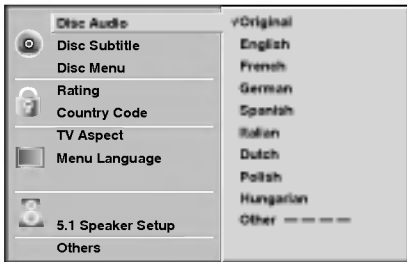 Disc Audio
Disc Subtitle
Disc Menu
Rating
Country Code
TV Aspect
Menu Language
5.1 Speaker Setup
Others
√Original
English
French
German
Spanish
Italian
Dutch
Polish
Hungarian
Other — — — —